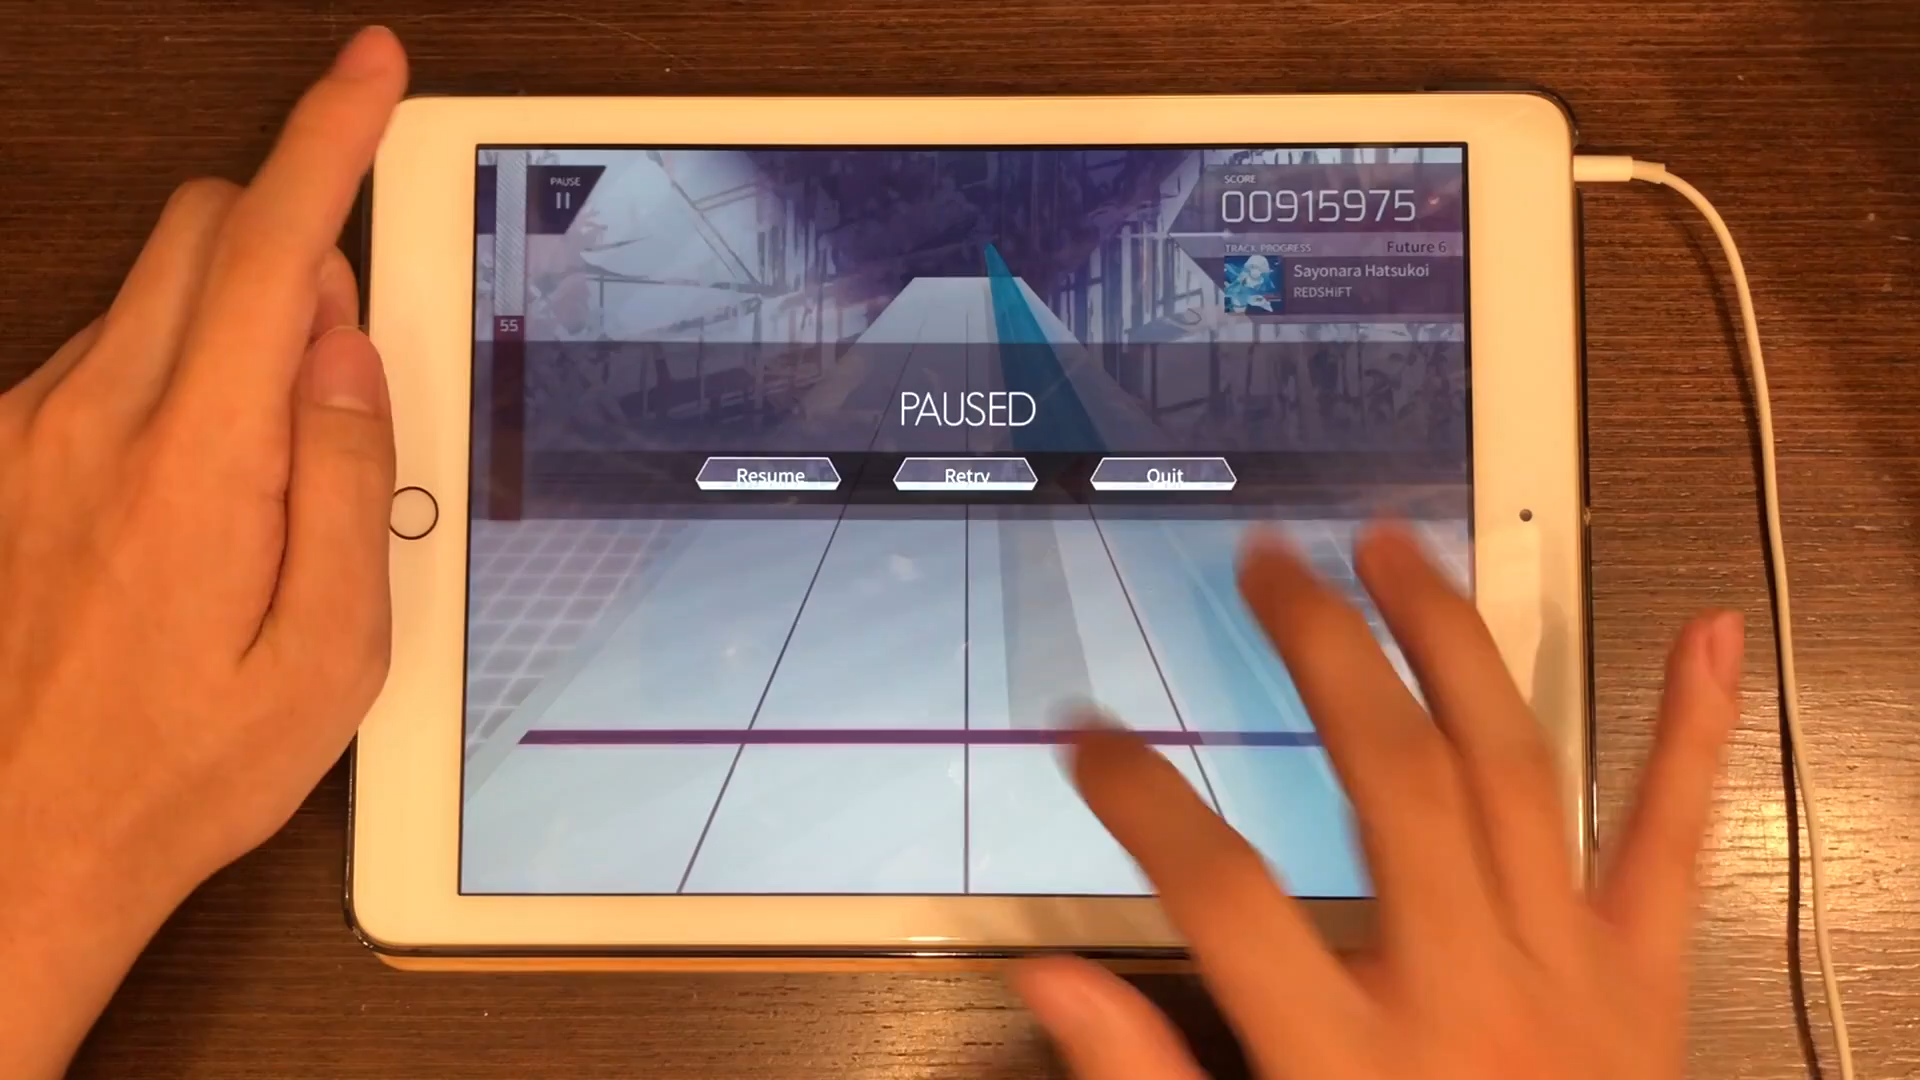 PAUSE
SCORE
00915975
TRACK PROGRESS
Future 6
Sayonara Hatsukoi
REDSHiFT
55
PAUSED
Resume
Retry
Quit